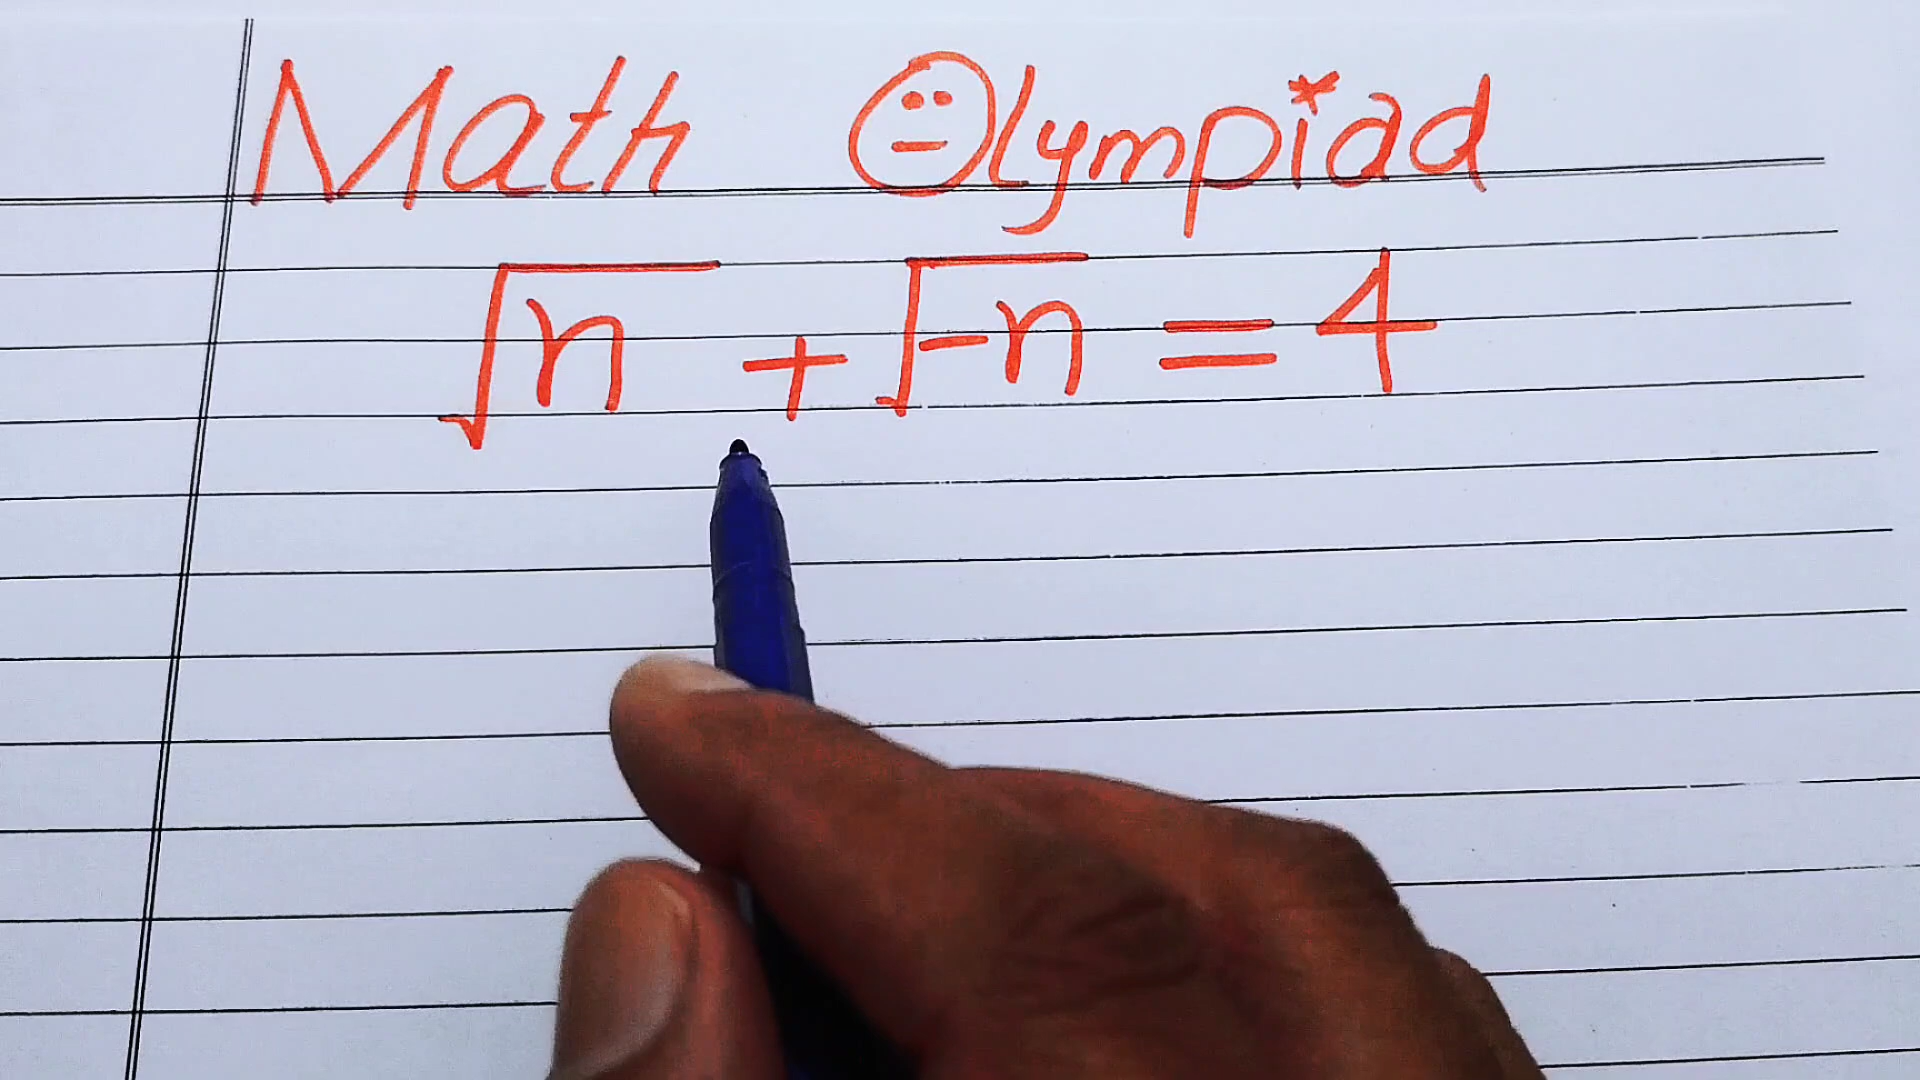 Math Olympiad
√n + √-n = 4